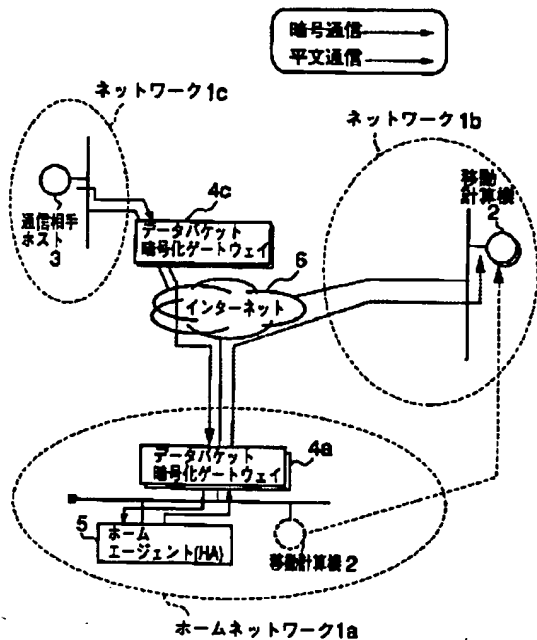 暗号通信
平文通信
ネットワーク1c
ネットワーク1b
通信相手
ホスト
3
4c
データパケット
暗号化ゲートウェイ
移動
計算機
2
6
インターネット
データパケット
暗号化ゲートウェイ
4a
5
ホーム
エージェント(HA)
移動計算機2
ホームネットワーク1a